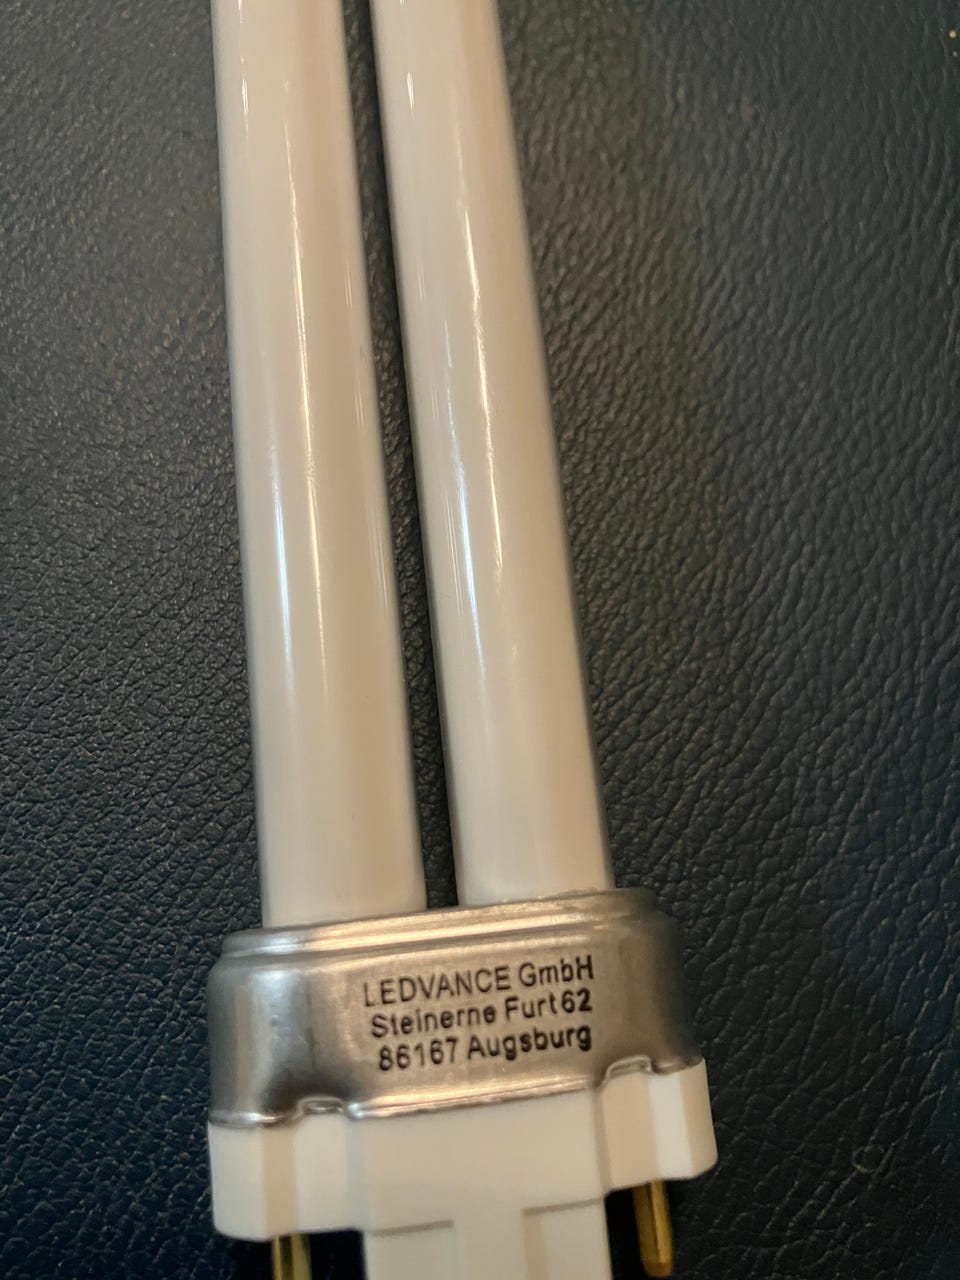 LEDVANCE GmbH
Steinerne Furt 62
86167 Augsburg